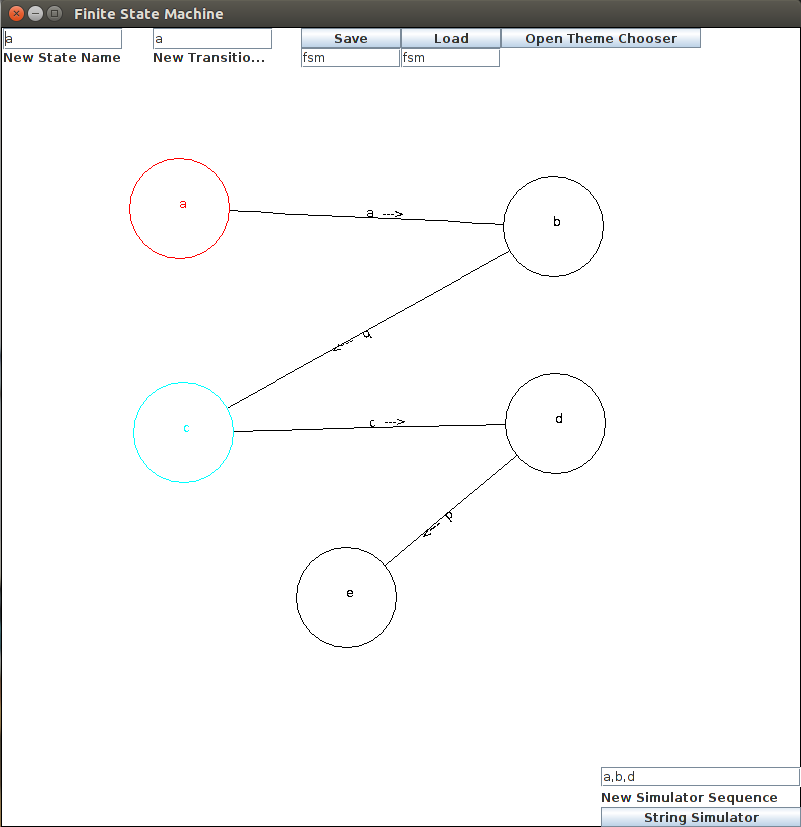 Finite State Machine
a
a
Save
Load
Open Theme Chooser
New State Name
New Transitio...
fsm
fsm
a
a --->
b
b --->
c
c --->
d
d --->
e
a,b,d
New Simulator Sequence
String Simulator